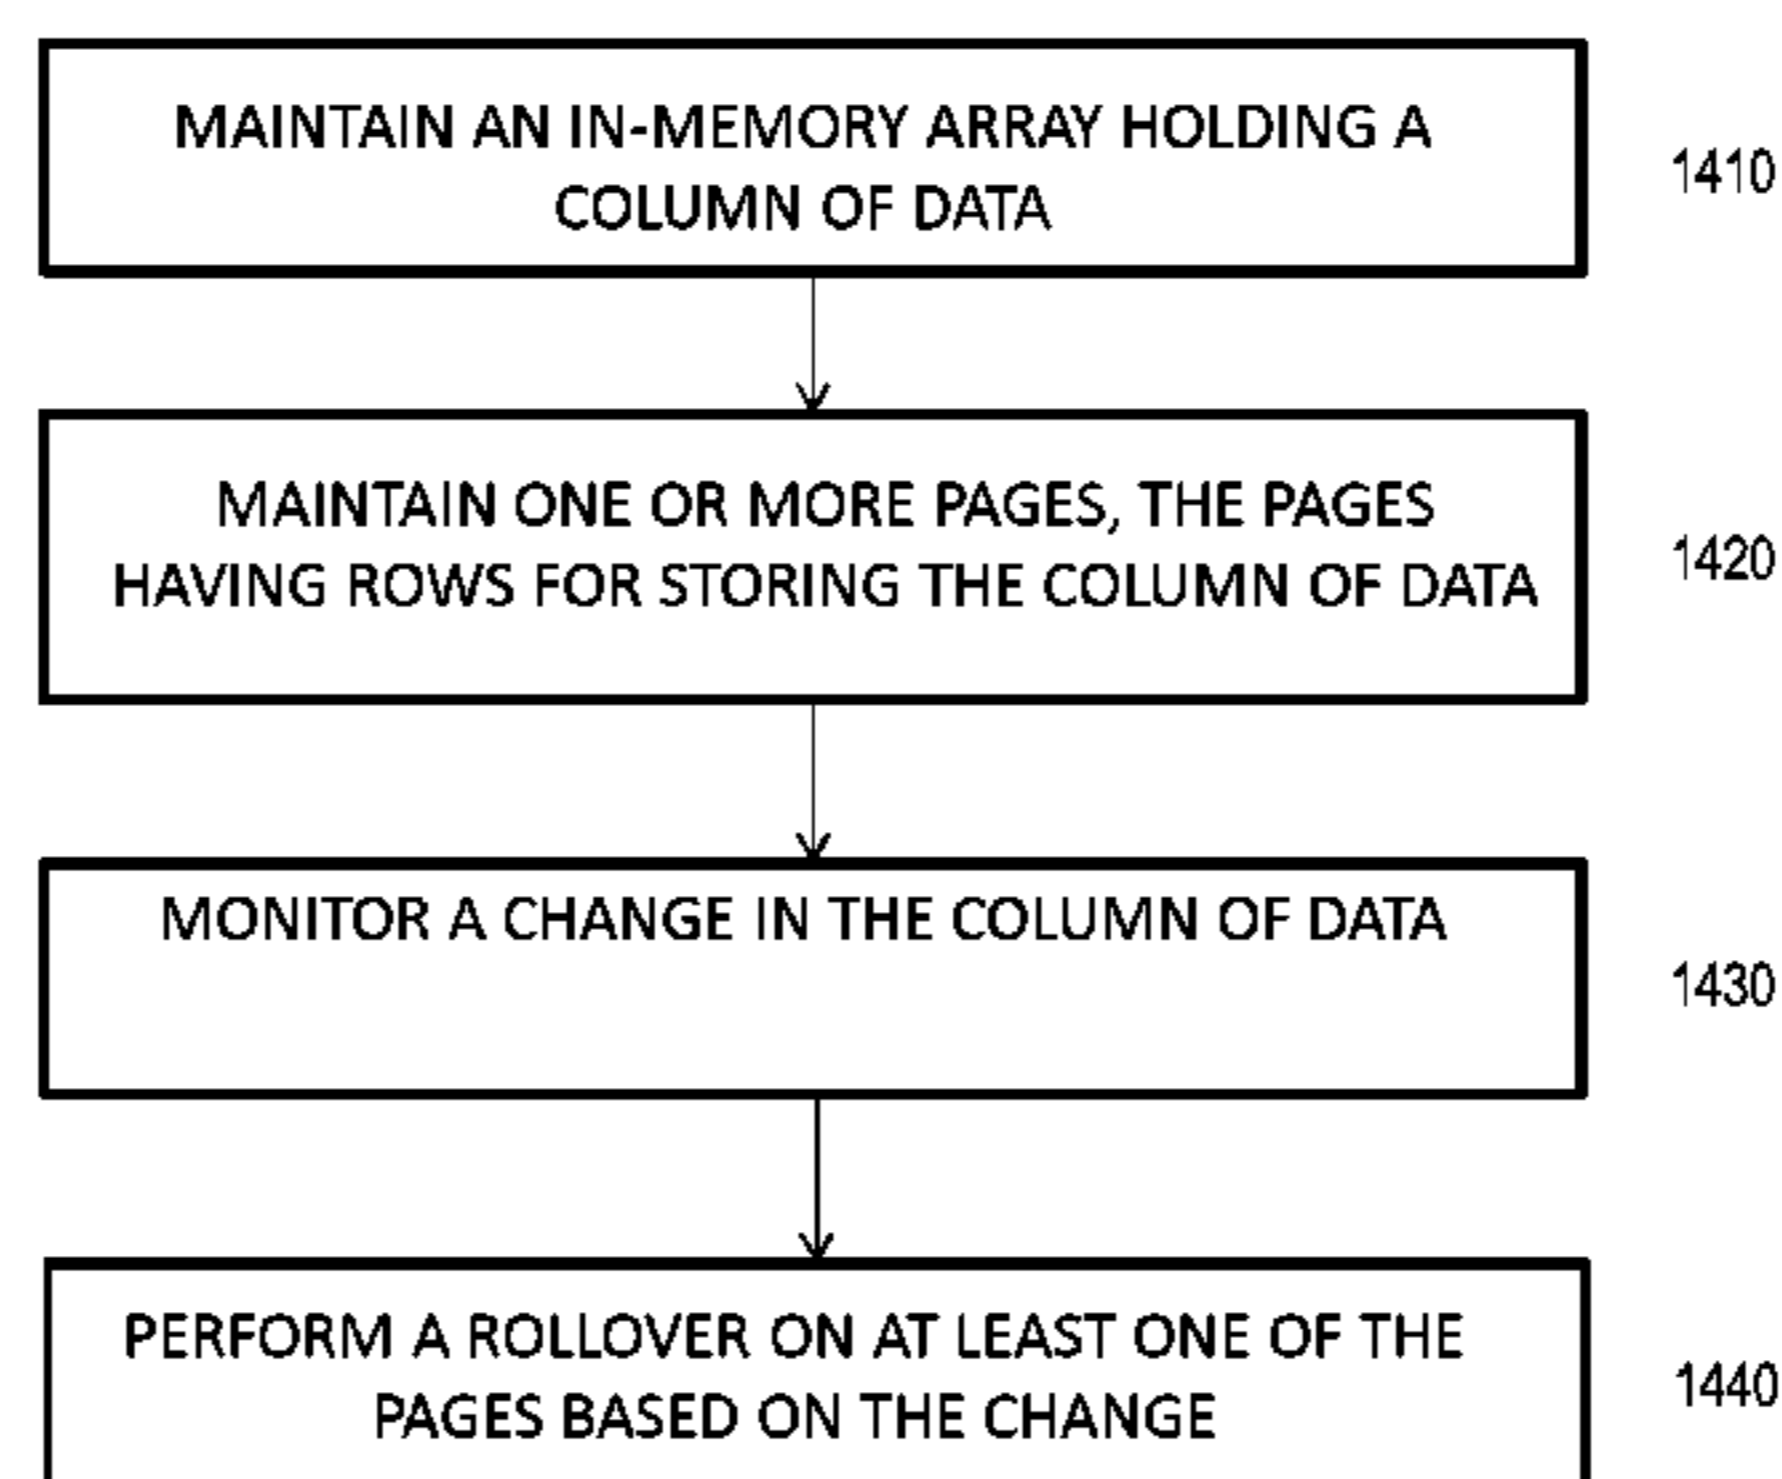 MAINTAIN AN IN-MEMORY ARRAY HOLDING A
COLUMN OF DATA
1410
MAINTAIN ONE OR MORE PAGES, THE PAGES
HAVING ROWS FOR STORING THE COLUMN OF DATA
1420
MONITOR A CHANGE IN THE COLUMN OF DATA
1430
PERFORM A ROLLOVER ON AT LEAST ONE OF THE
PAGES BASED ON THE CHANGE
1440